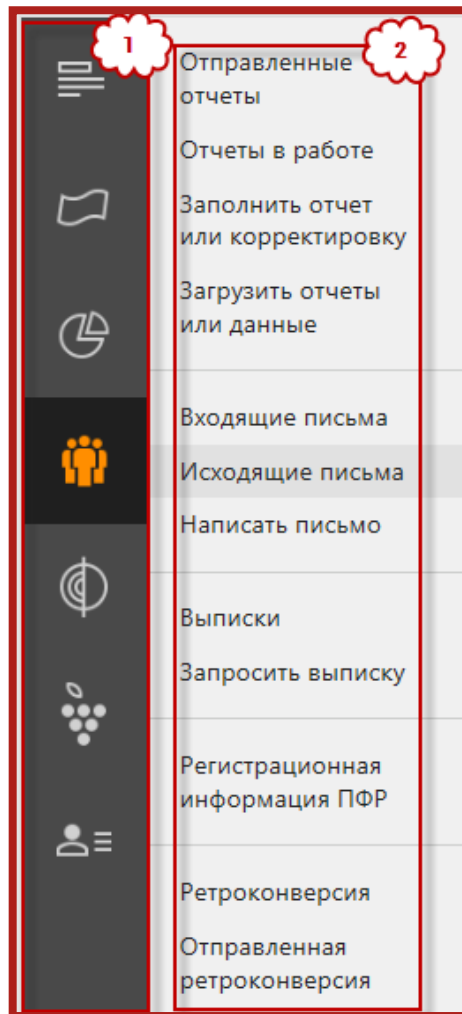 1
2
Отправленные
отчеты
Отчеты в работе
Заполнить отчет
или корректировку
Загрузить отчеты
или данные
Входящие письма
Исходящие письма
Написать письмо
Выписки
Запросить выписку
Регистрационная
информация ПФР
Ретроконверсия
Отправленная
ретроконверсия